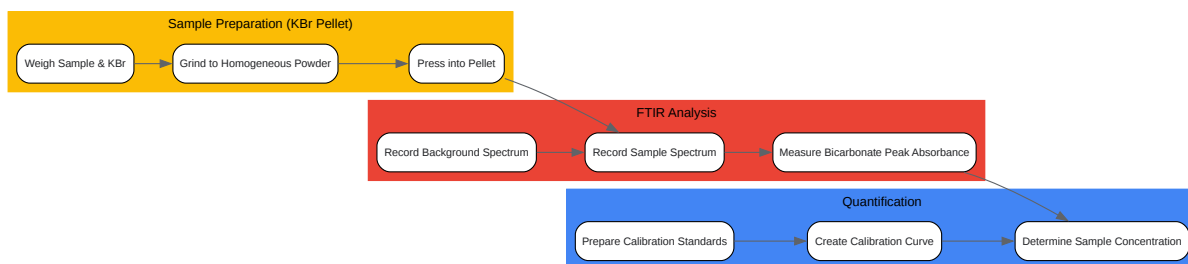 Sample Preparation (KBr Pellet)
Weigh Sample & KBr
Grind to Homogeneous Powder
Press into Pellet
FTIR Analysis
Record Background Spectrum
Record Sample Spectrum
Measure Bicarbonate Peak Absorbance
Quantification
Prepare Calibration Standards
Create Calibration Curve
Determine Sample Concentration